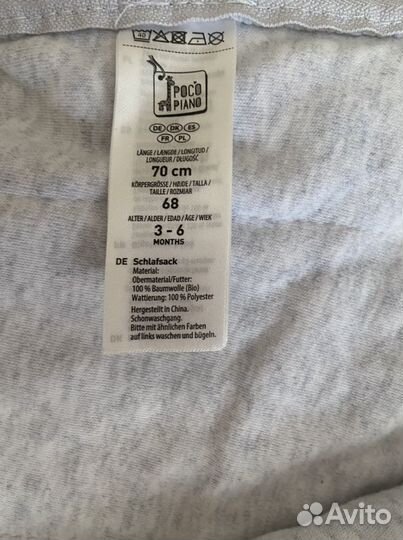 40
POCO
PIANO
DE DK ES
FR PL
LÄNGE / LÆNGDE / LONGITUD /
LONGUEUR / DŁUGOŚĆ
70 cm
KÖRPERGRÖSSE / HØJDE / TALLA /
TAILLE / ROZMIAR
68
ALTER / ALDER / EDAD / ÂGE / WIEK
3 - 6
MONTHS
DE Schlafsack
Material:
Obermaterial/Futter:
100 % Baumwolle (Bio)
Wattierung: 100 % Polyester
Hergestellt in China.
Schonwaschgang.
Bitte mit ähnlichen Farben
auf links waschen und bügeln.
Avito